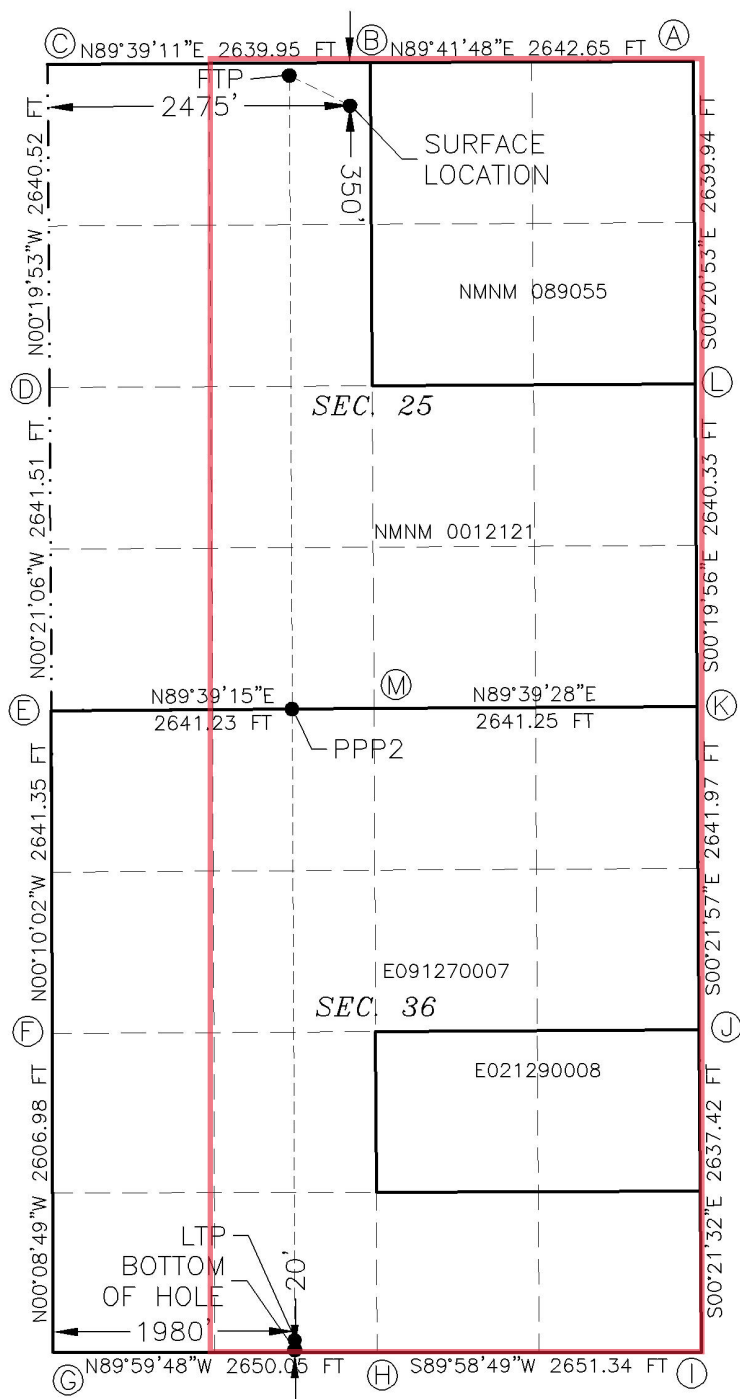 C
N89°39'11"E 2639.95 FT
B
N89°41'48"E 2642.65 FT
A
FTP
2475'
SURFACE
LOCATION
350'
N00°19'53"W 2640.52 FT
S00°20'53"E 2639.94 FT
NMNM 089055
D
L
SEC. 25
NMNM 0012121
N00°21'06"W 2641.51 FT
S00°19'56"E 2640.33 FT
E
N89°39'15"E
2641.23 FT
M
N89°39'28"E
2641.25 FT
K
PPP2
N00°10'02"W 2641.35 FT
S00°21'57"E 2641.97 FT
E091270007
SEC. 36
F
J
E021290008
N00°08'49"W 2606.98 FT
S00°21'32"E 2637.42 FT
LTP
BOTTOM
OF HOLE
20'
1980'
G
N89°59'48"W 2650.05 FT
H
S89°58'49"W 2651.34 FT
I